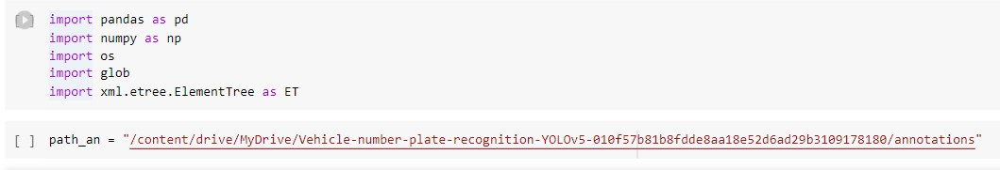 import pandas as pd
import numpy as np
import os
import glob
import xml.etree.ElementTree as ET
[ ] path_an = "/content/drive/MyDrive/Vehicle-number-plate-recognition-YOLOv5-010f57b81b8fdde8aa18e52d6ad29b3109178180/annotations"